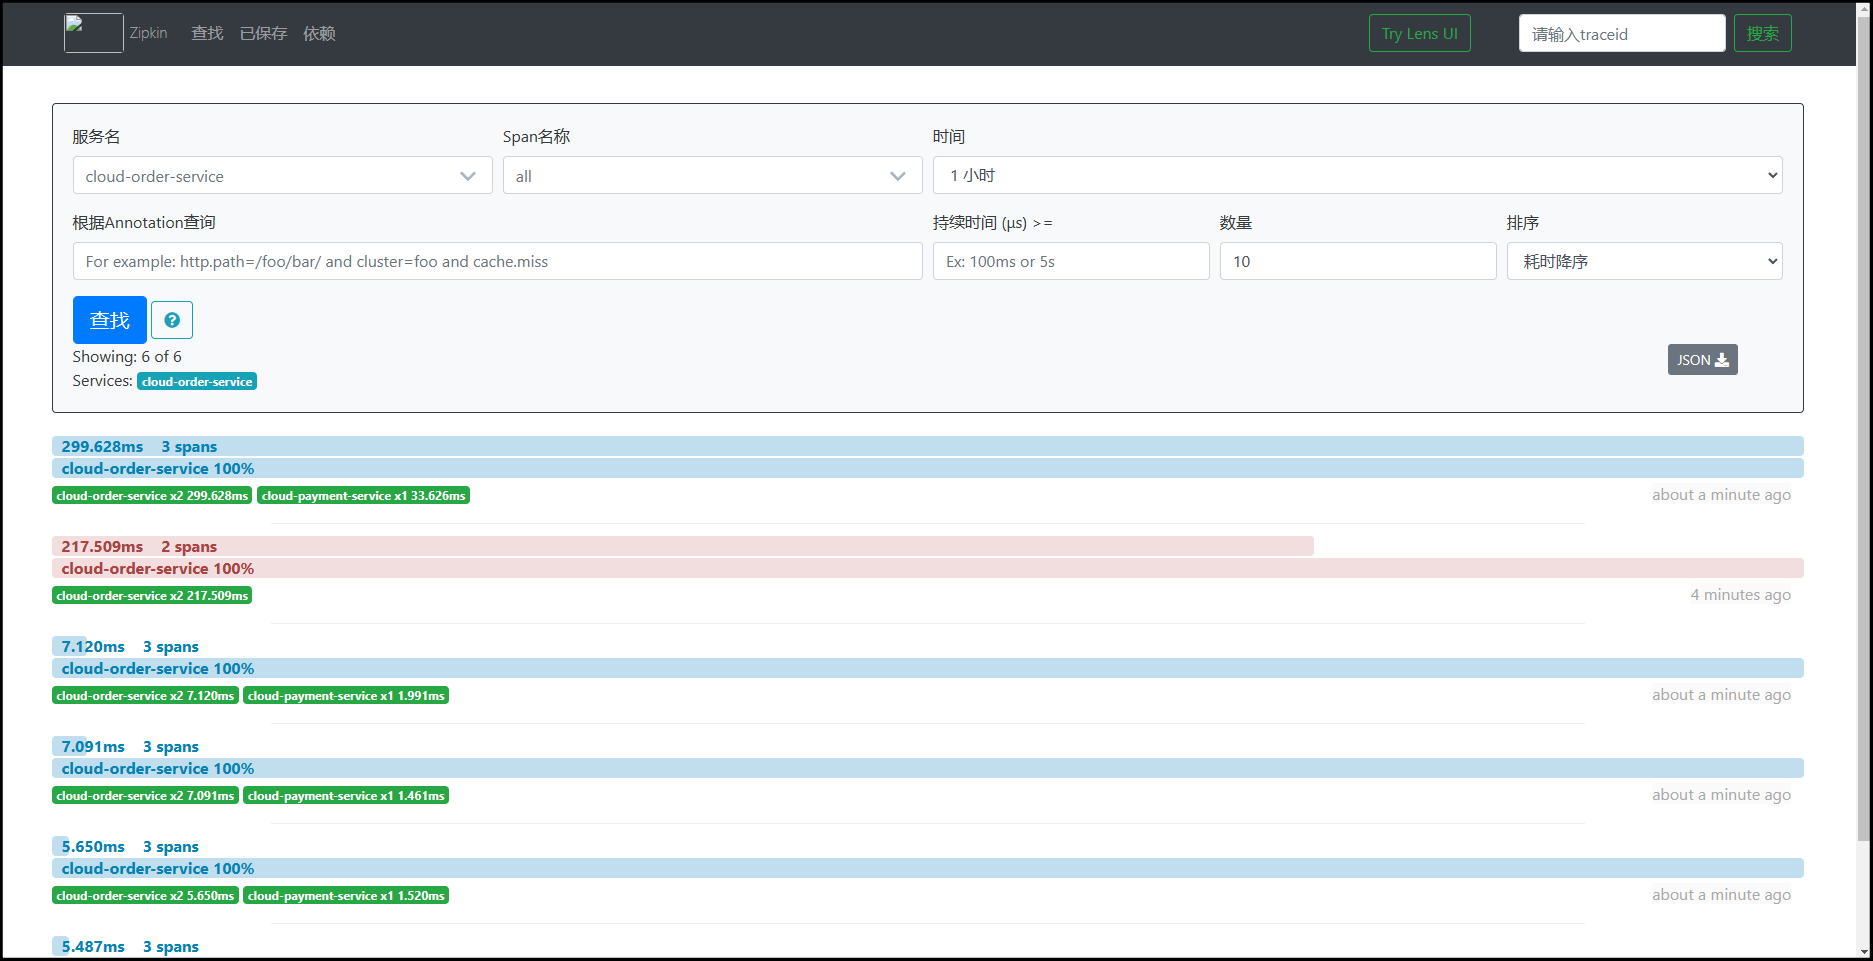 Zipkin 查找 已保存 依赖 Try Lens UI 请输入traceid 搜索
服务名 Span名称 时间
cloud-order-service all 1 小时
根据Annotation查询 持续时间 (μs) >= 数量 排序
For example: http.path=/foo/bar/ and cluster=foo and cache.miss Ex: 100ms or 5s 10 耗时降序
查找
Showing: 6 of 6 JSON
Services: cloud-order-service
299.628ms 3 spans
cloud-order-service 100%
cloud-order-service x2 299.628ms cloud-payment-service x1 33.626ms about a minute ago
217.509ms 2 spans
cloud-order-service 100%
cloud-order-service x2 217.509ms 4 minutes ago
7.120ms 3 spans
cloud-order-service 100%
cloud-order-service x2 7.120ms cloud-payment-service x1 1.991ms about a minute ago
7.091ms 3 spans
cloud-order-service 100%
cloud-order-service x2 7.091ms cloud-payment-service x1 1.461ms about a minute ago
5.650ms 3 spans
cloud-order-service 100%
cloud-order-service x2 5.650ms cloud-payment-service x1 1.520ms about a minute ago
5.487ms 3 spans